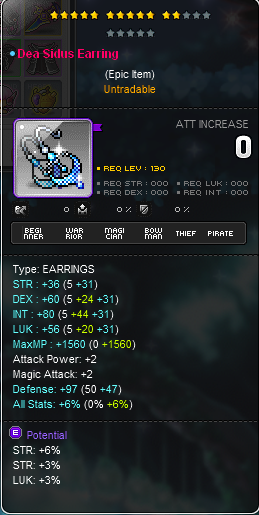 Dea Sidus Earring
(Epic Item)
Untradable
ATT INCREASE
0
REQ LEV : 130
REQ STR : 000 REQ LUK : 000
REQ DEX : 000 REQ INT : 000
0 0 % 0 %
BEGINNER WARRIOR MAGICIAN BOWMAN THIEF PIRATE
Type: EARRINGS
STR : +36 (5 +31)
DEX : +60 (5 +24 +31)
INT : +80 (5 +44 +31)
LUK : +56 (5 +20 +31)
MaxMP : +1560 (0 +1560)
Attack Power: +2
Magic Attack: +2
Defense: +97 (50 +47)
All Stats: +6% (0% +6%)
E Potential
STR: +6%
STR: +3%
LUK: +3%